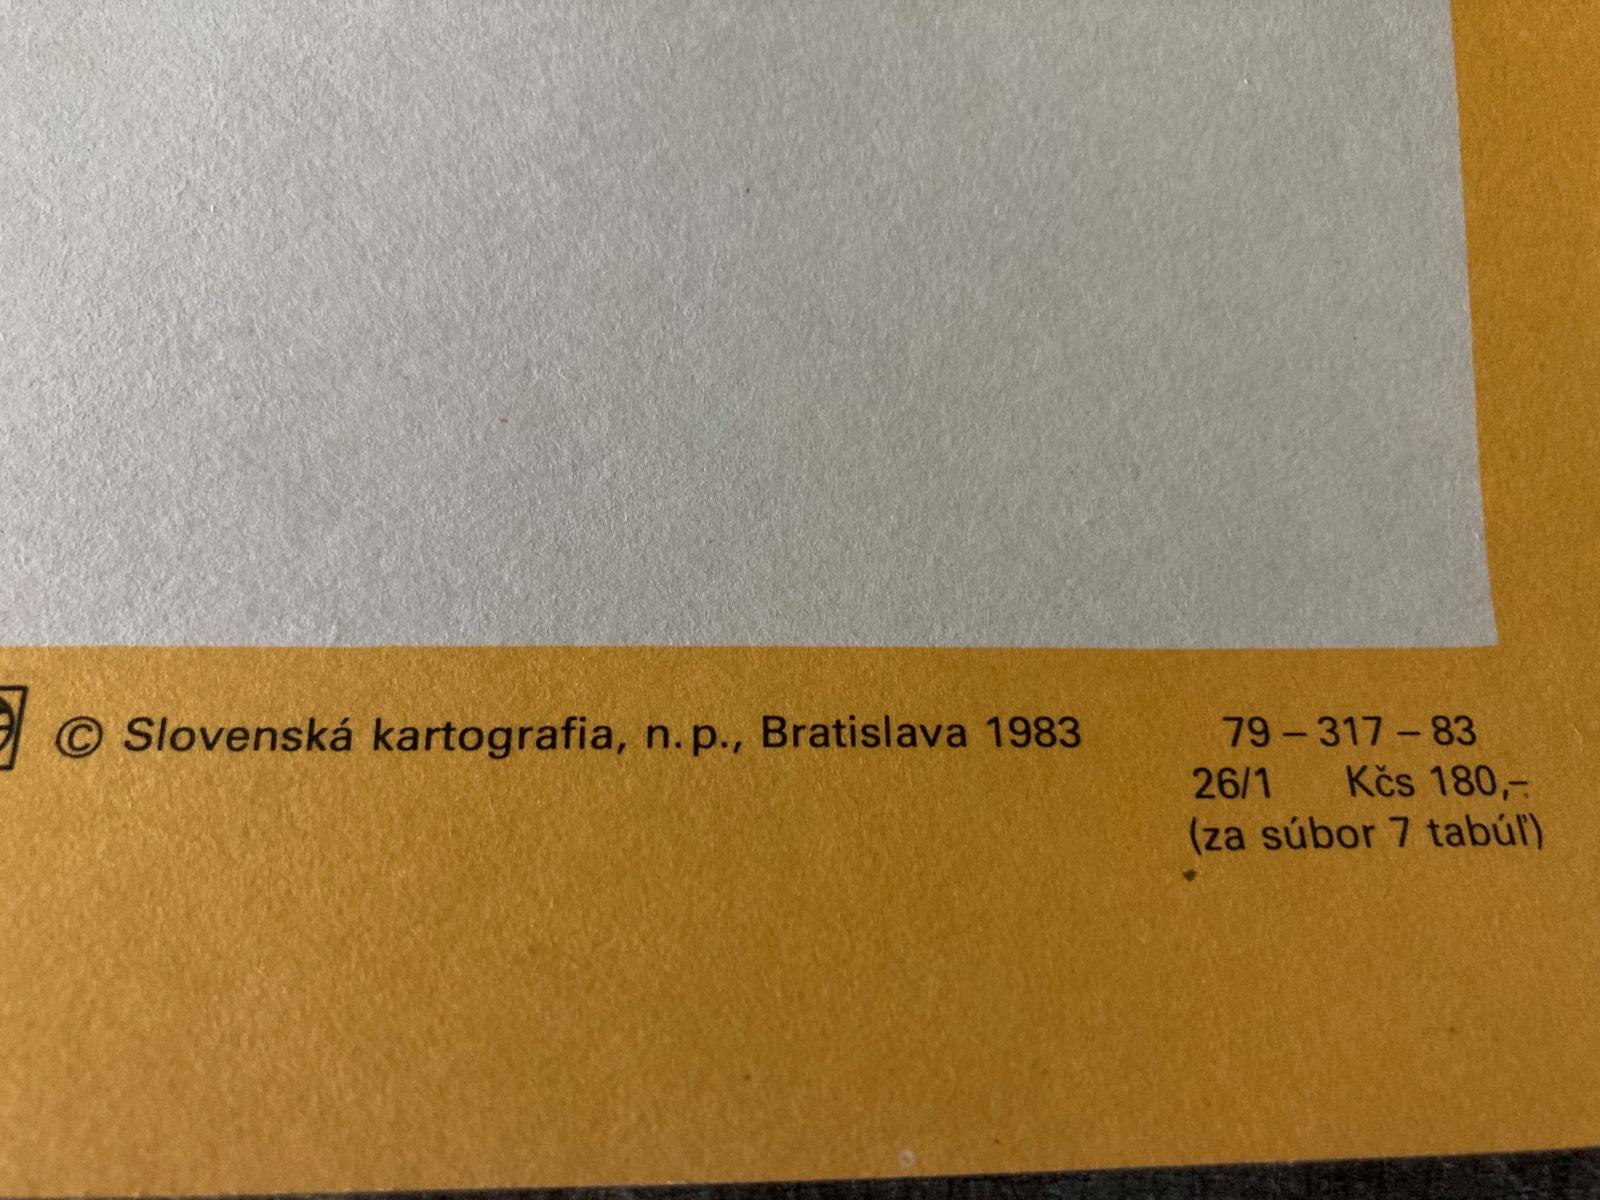 © Slovenská kartografia, n. p., Bratislava 1983
79 – 317 – 83
26/1 Kčs 180,–
(za súbor 7 tabúľ)